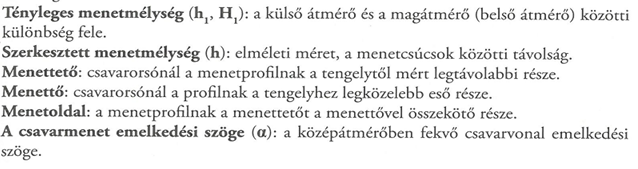 Tényleges menetmélység (h₁, H₁): a külső átmérő és a magátmérő (belső átmérő) közötti
különbség fele.
Szerkesztett menetmélység (h): elméleti méret, a menetcsúcsok közötti távolság.
Menettető: csavarorsónál a menetprofilnak a tengelytől mért legtávolabbi része.
Menettő: csavarorsónál a profilnak a tengelyhez legközelebb eső része.
Menetoldal: a menetprofilnak a menettetőt a menettővel összekötő része.
A csavarmenet emelkedési szöge (α): a középátmérőben fekvő csavarvonal emelkedési
szöge.